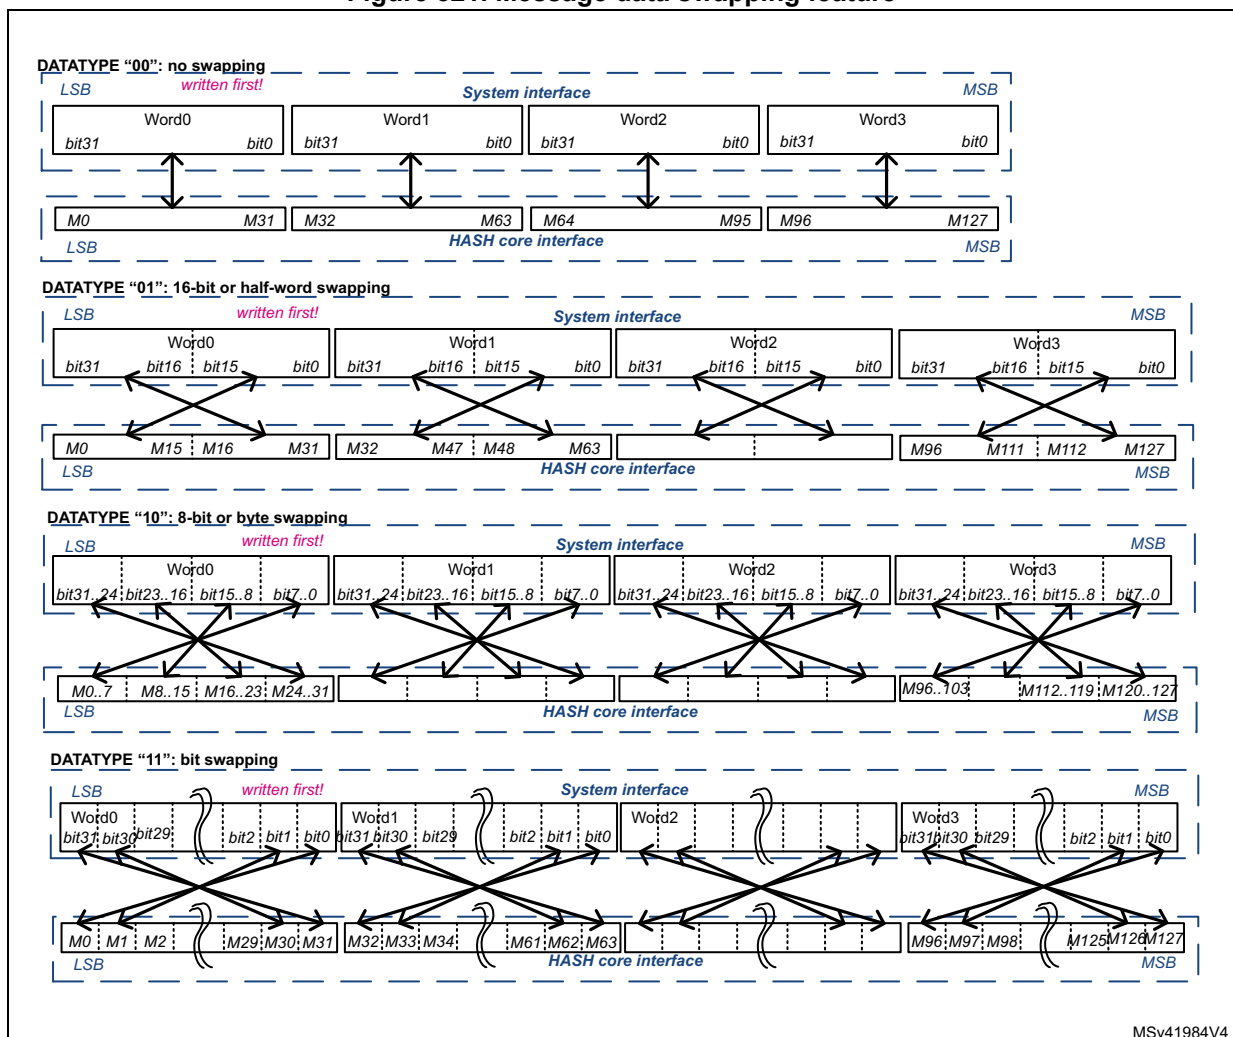 DATATYPE “00”: no swapping
LSB written first! System interface MSB
Word0 Word1 Word2 Word3
bit31 bit0 bit31 bit0 bit31 bit0 bit31 bit0
M0 M31 M32 M63 M64 M95 M96 M127
LSB HASH core interface MSB
DATATYPE “01”: 16-bit or half-word swapping
LSB written first! System interface MSB
Word0 Word1 Word2 Word3
bit31 bit16 bit15 bit0 bit31 bit16 bit15 bit0 bit31 bit16 bit15 bit0 bit31 bit16 bit15 bit0
M0 M15 M16 M31 M32 M47 M48 M63 M96 M111 M112 M127
LSB HASH core interface MSB
DATATYPE “10”: 8-bit or byte swapping
LSB written first! System interface MSB
Word0 Word1 Word2 Word3
bit31..24 bit23..16 bit15..8 bit7..0 bit31..24 bit23..16 bit15..8 bit7..0 bit31..24 bit23..16 bit15..8 bit7..0 bit31..24 bit23..16 bit15..8 bit7..0
M0..7 M8..15 M16..23 M24..31 M96..103 M112..119 M120..127
LSB HASH core interface MSB
DATATYPE “11”: bit swapping
LSB written first! System interface MSB
Word0 Word1 Word2 Word3
bit31 bit30 bit29 bit2 bit1 bit0 bit31 bit30 bit29 bit2 bit1 bit0 bit31 bit30 bit29 bit2 bit1 bit0
M0 M1 M2 M29 M30 M31 M32 M33 M34 M61 M62 M63 M96 M97 M98 M125 M126 M127
LSB HASH core interface MSB
MSv41984V4